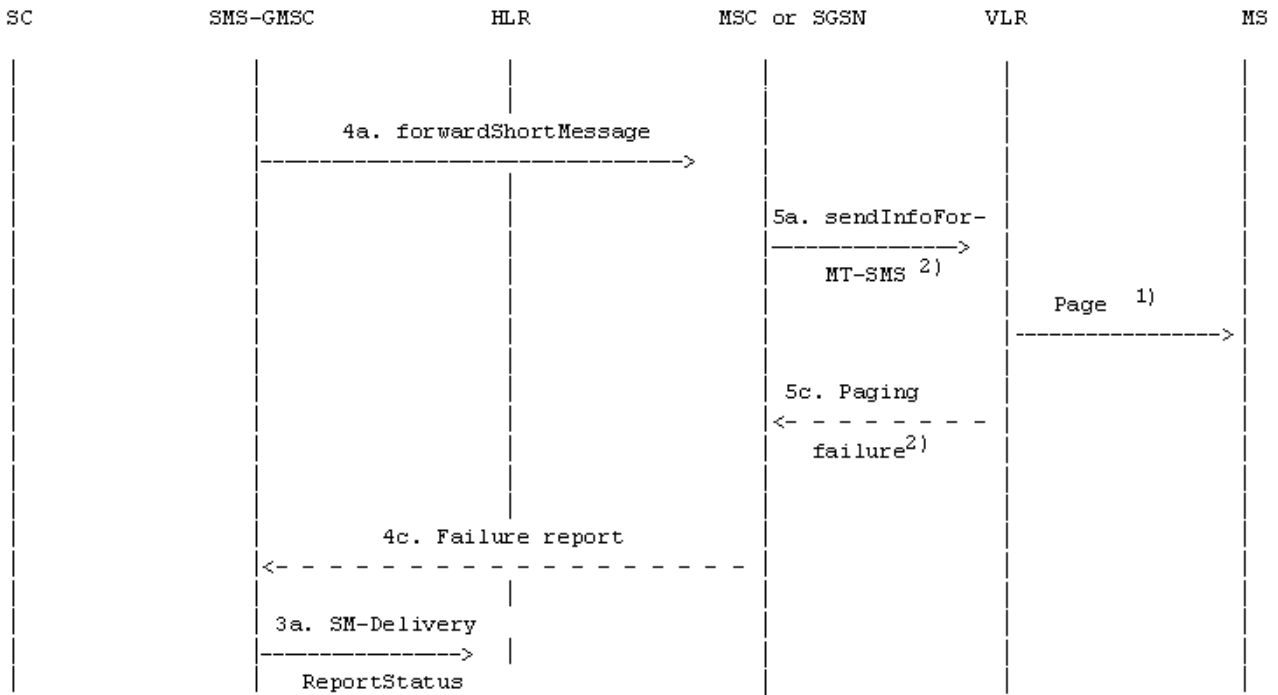 SC SMS-GMSC HLR MSC or SGSN VLR MS
4a. forwardShortMessage
5a. sendInfoFor-
MT-SMS 2)
Page 1)
5c. Paging
failure2)
4c. Failure report
3a. SM-Delivery
ReportStatus